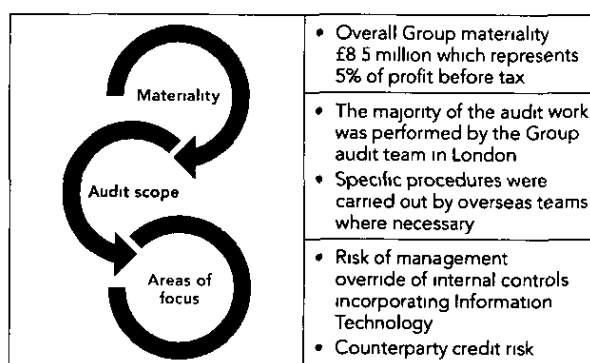 Materiality
• Overall Group materiality
£8 5 million which represents
5% of profit before tax
Audit scope
• The majority of the audit work
was performed by the Group
audit team in London
• Specific procedures were
carried out by overseas teams
where necessary
Areas of
focus
• Risk of management
override of internal controls
incorporating Information
Technology
• Counterparty credit risk